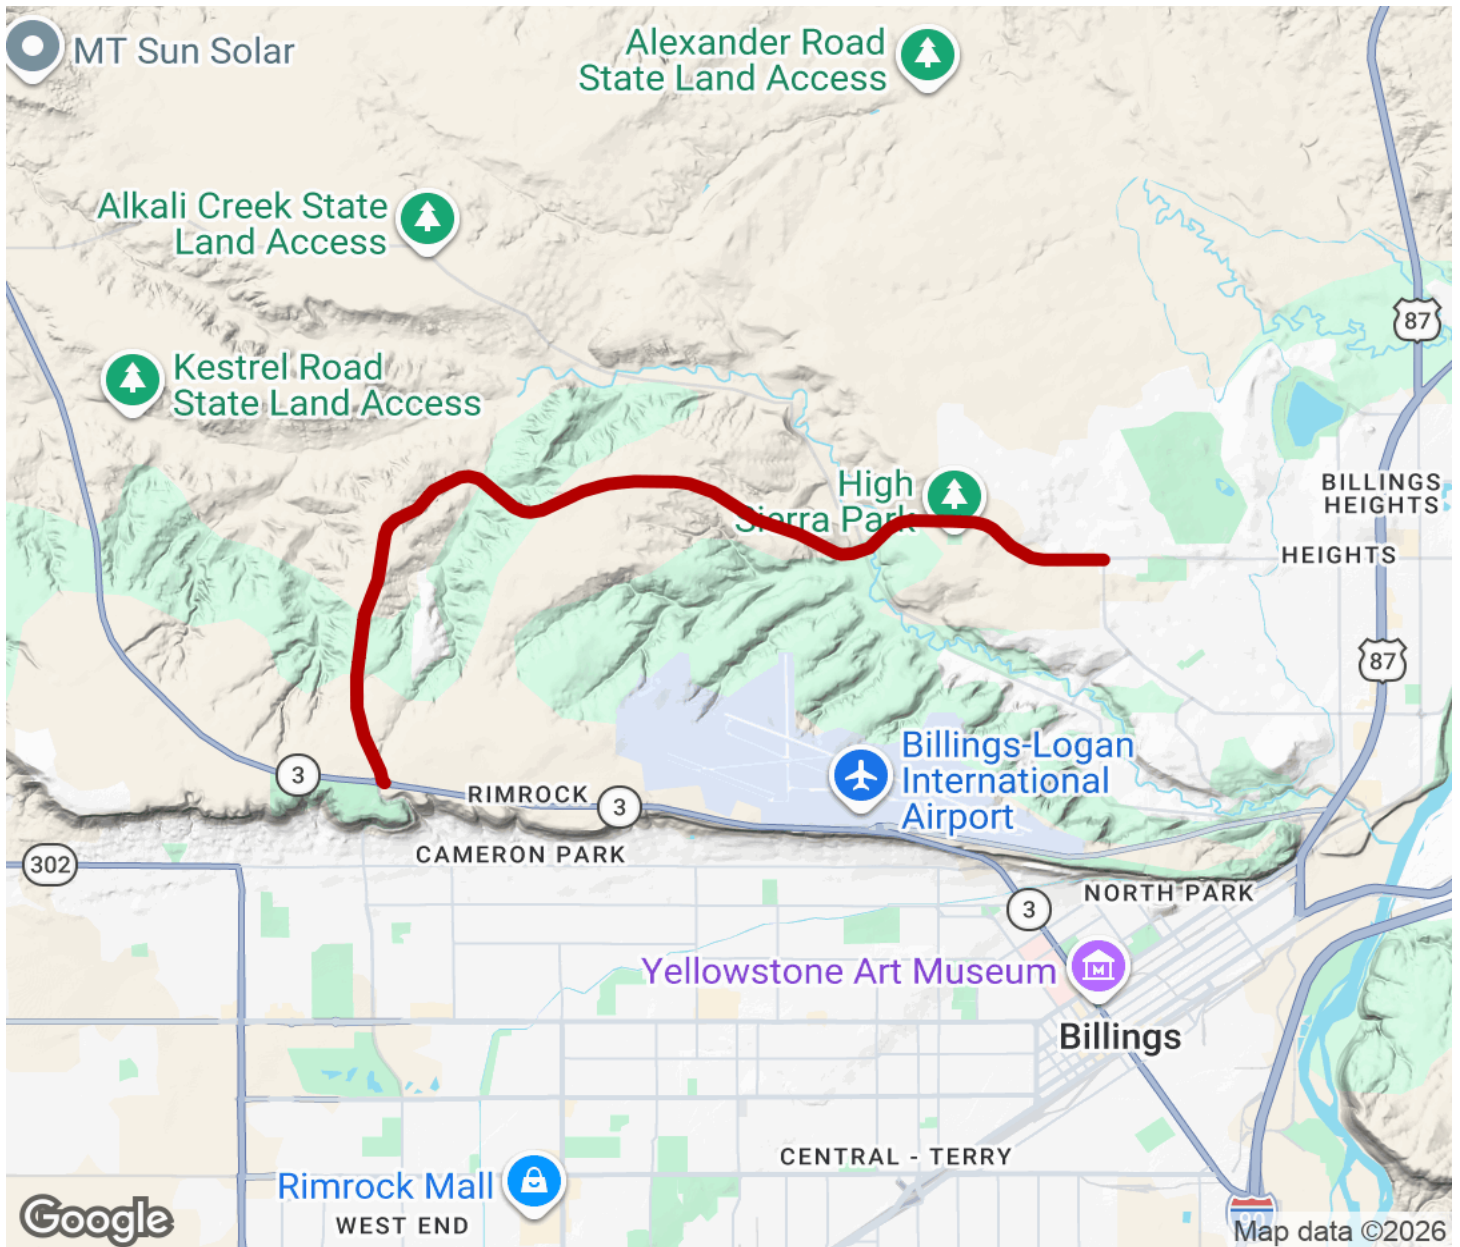 MT Sun Solar
Alexander Road
State Land Access
Alkali Creek State
Land Access
87
Kestrel Road
State Land Access
High
Sierra Park
BILLINGS
HEIGHTS
HEIGHTS
87
Billings-Logan
International
Airport
3
RIMROCK
3
CAMERON PARK
302
NORTH PARK
3
Yellowstone Art Museum
Billings
CENTRAL - TERRY
Rimrock Mall
WEST END
90
Google
Map data ©2026